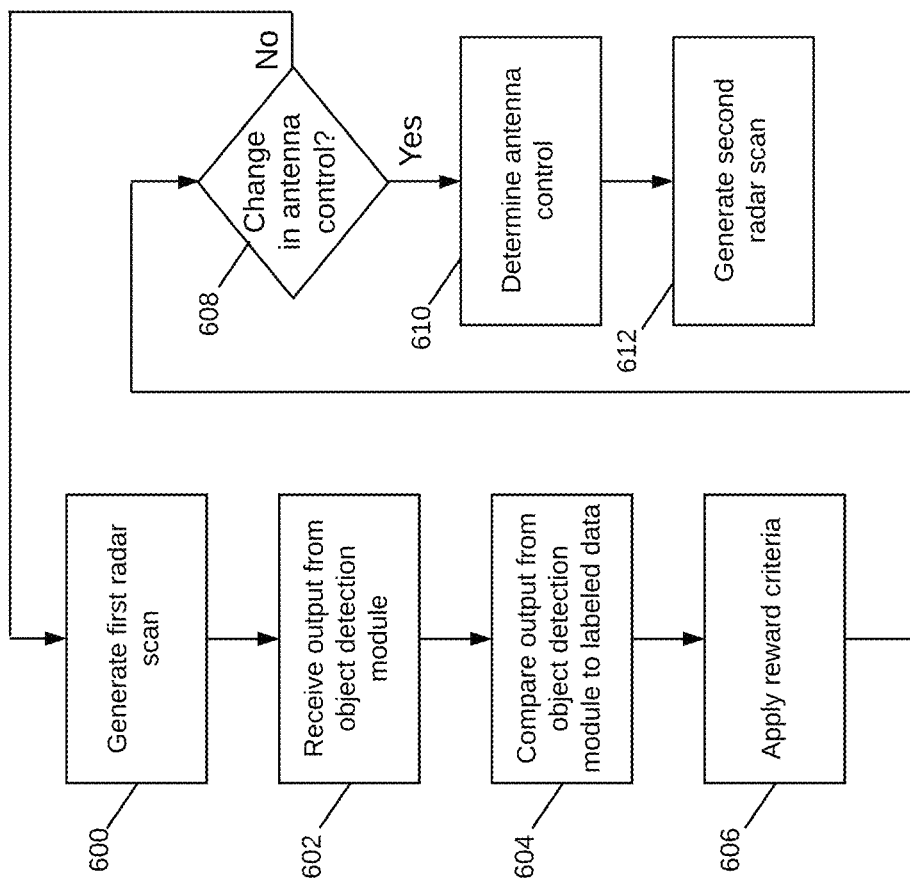 600
Generate first radar
scan
602
Receive output from
object detection
module
604
Compare output from
object detection
module to labeled data
606
Apply reward criteria
608
Change
in antenna
control?
No
Yes
610
Determine antenna
control
612
Generate second
radar scan